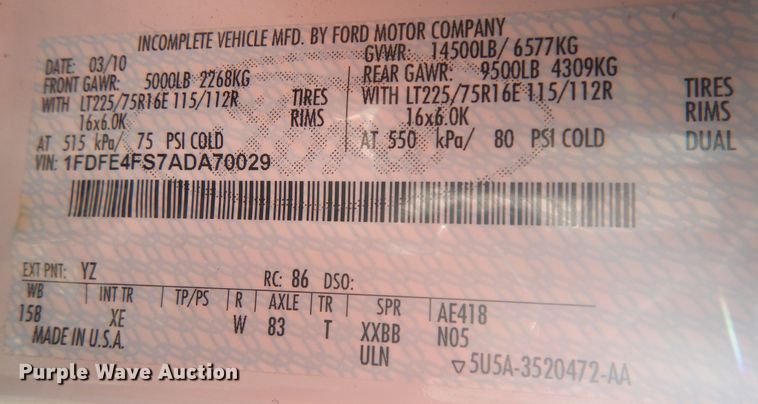 INCOMPLETE VEHICLE MFD. BY FORD MOTOR COMPANY
DATE: 03/10 GVWR: 14500LB/ 6577KG
FRONT GAWR: 5000LB 2268KG REAR GAWR: 9500LB 4309KG
WITH LT225/75R16E 115/112R TIRES WITH LT225/75R16E 115/112R TIRES
16x6.0K RIMS 16x6.0K RIMS
AT 515 kPa/ 75 PSI COLD AT 550 kPa/ 80 PSI COLD DUAL
VIN: 1FDFE4FS7ADA70029
EXT PNT: YZ RC: 86 DSO:
WB INT TR TP/PS R AXLE TR SPR AE418
158 XE W 83 T XXBB N05
MADE IN U.S.A. ULN ▽5U5A-3520472-AA
Purple Wave Auction